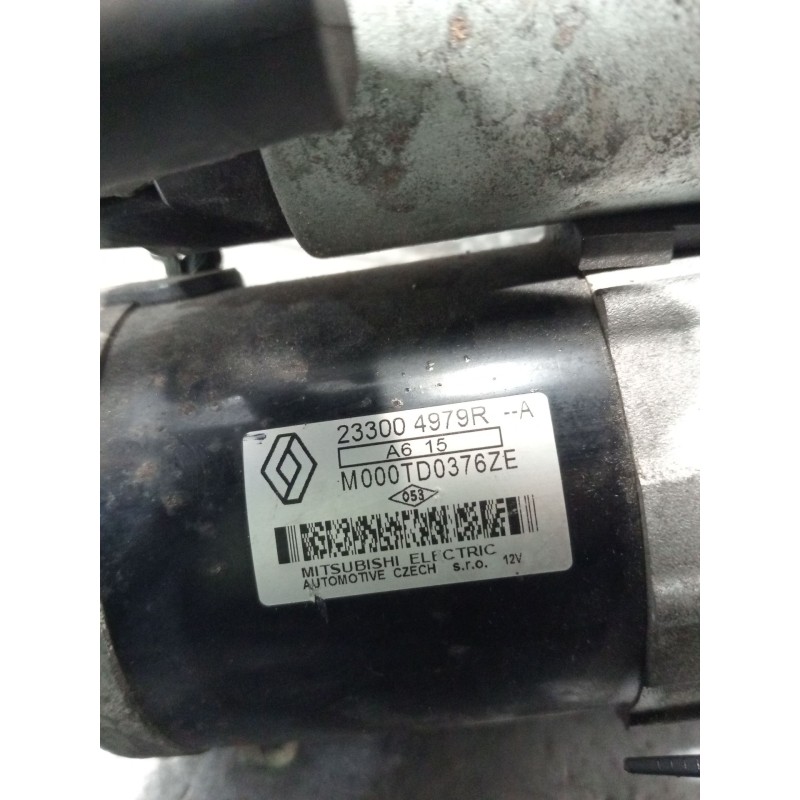 23300 4979R --A
A6 15
M000TD0376ZE
053
MITSUBISHI ELECTRIC
AUTOMOTIVE CZECH s.r.o. 12V